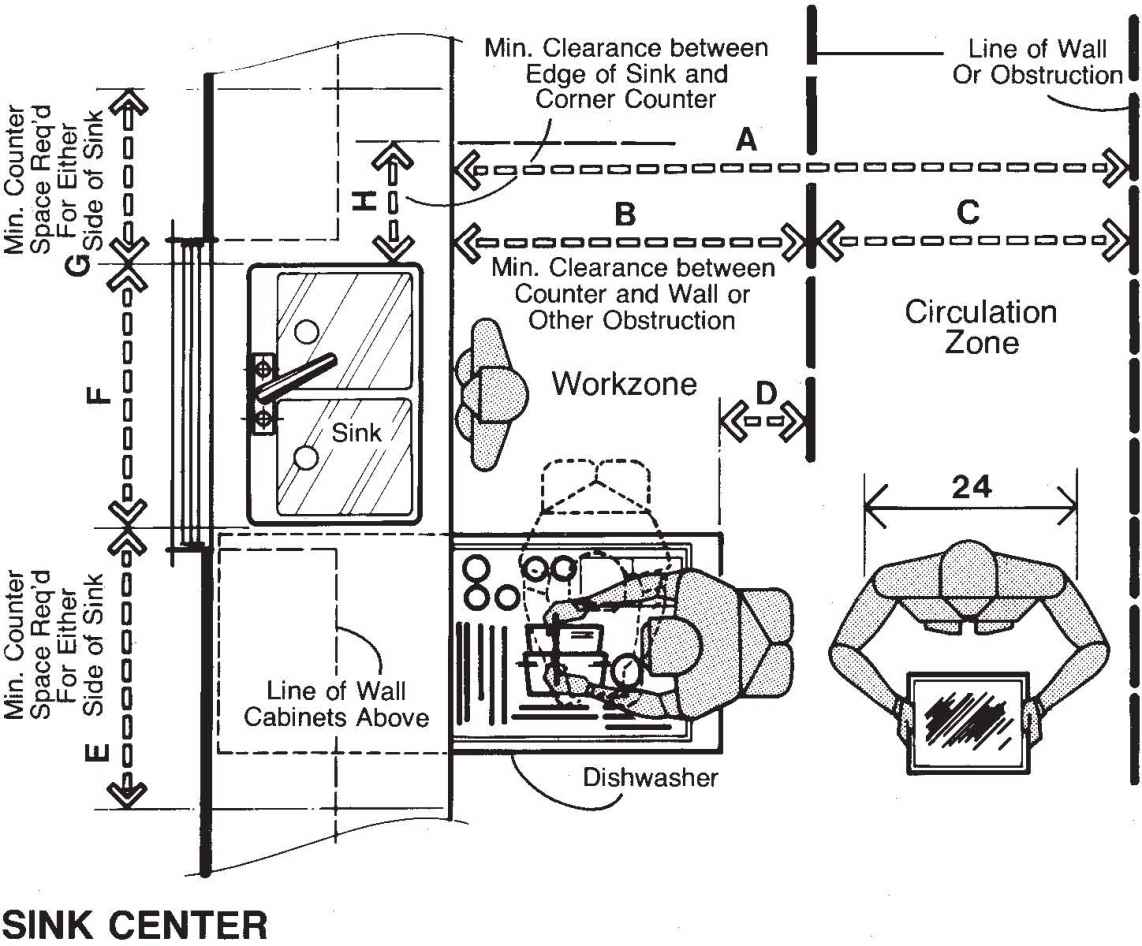 Min. Clearance between
Edge of Sink and
Corner Counter
Line of Wall
Or Obstruction
Min. Counter
Space Req'd
For Either
Side of Sink
A
H
B
C
G
Min. Clearance between
Counter and Wall or
Other Obstruction
Circulation
Zone
F
Workzone
D
Sink
24
Min. Counter
Space Req'd
For Either
Side of Sink
E
Line of Wall
Cabinets Above
Dishwasher
SINK CENTER